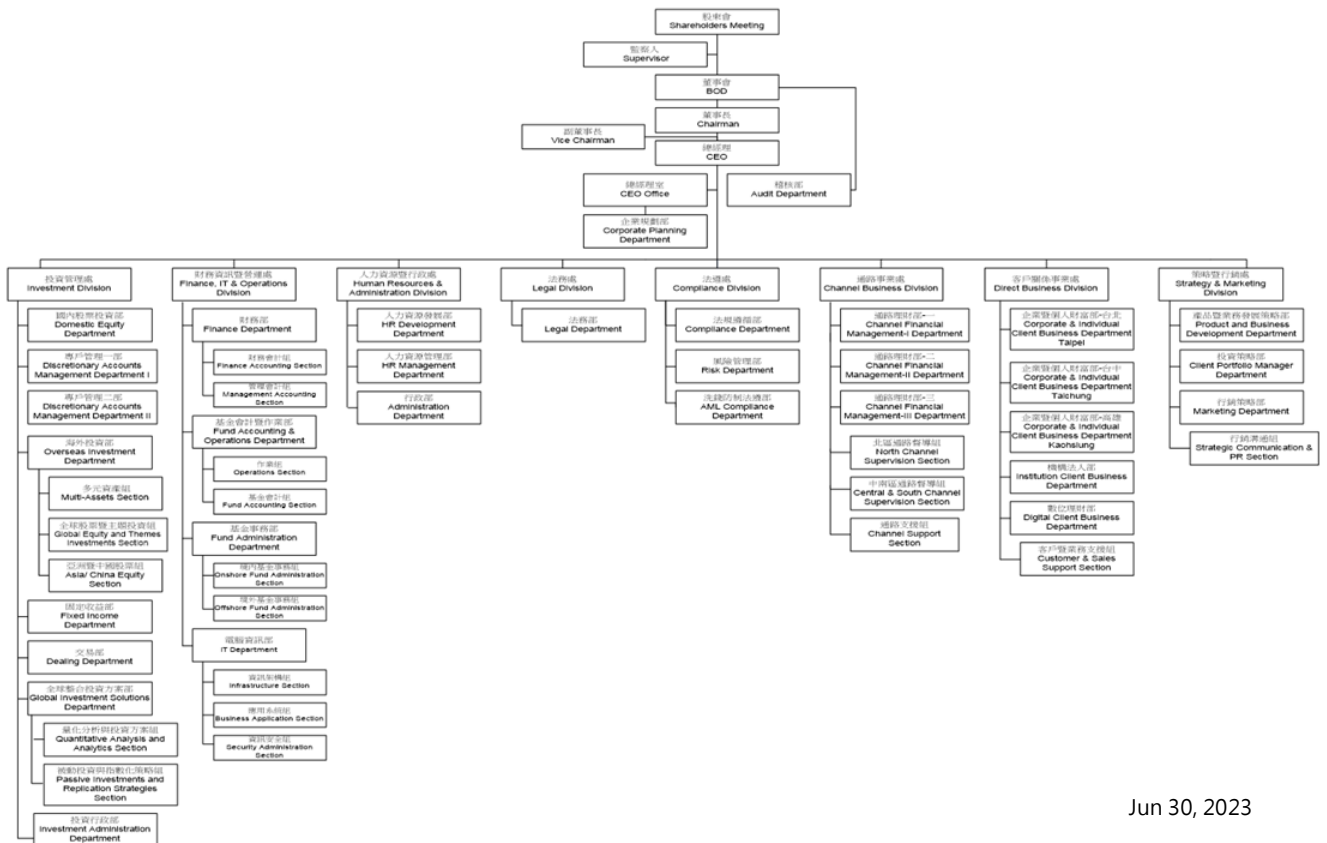 股東會
Shareholders Meeting
監察人
Supervisor
董事會
BOD
董事長
Chairman
副董事長
Vice Chairman
總經理
CEO
總經理室
CEO Office
稽核部
Audit Department
企業規劃部
Corporate Planning
Department
投資管理處
Investment Division
國內股票投資部
Domestic Equity
Department
專戶管理一部
Discretionary Accounts
Management Department I
專戶管理二部
Discretionary Accounts
Management Department II
海外投資部
Overseas Investment
Department
多元資產組
Multi-Assets Section
全球股票暨主題投資組
Global Equity and Themes
Investments Section
亞洲暨中國股票組
Asia/ China Equity
Section
固定收益部
Fixed Income
Department
交易部
Dealing Department
全球整合投資方案部
Global Investment Solutions
Department
量化分析與投資方案組
Quantitative Analysis and
Analytics Section
被動投資與指數化策略組
Passive Investments and
Replication Strategies
Section
投資行政部
Investment Administration
Department
財務資訊暨營運處
Finance, IT & Operations
Division
財務部
Finance Department
財務會計組
Finance Accounting Section
管理會計組
Management Accounting
Section
基金會計暨作業部
Fund Accounting &
Operations Department
作業組
Operations Section
基金會計組
Fund Accounting Section
基金事務部
Fund Administration
Department
境內基金事務組
Onshore Fund Administration
Section
境外基金事務組
Offshore Fund Administration
Section
電腦資訊部
IT Department
資訊架構組
Infrastructure Section
應用系統組
Business Application Section
資訊安全組
Security Administration
Section
人力資源暨行政處
Human Resources &
Administration Division
人力資源發展部
HR Development
Department
人力資源管理部
HR Management
Department
行政部
Administration
Department
法務處
Legal Division
法務部
Legal Department
法遵處
Compliance Division
法規遵循部
Compliance Department
風險管理部
Risk Department
洗錢防制法遵部
AML Compliance
Department
通路事業處
Channel Business Division
通路理財部-一
Channel Financial
Management-I Department
通路理財部-二
Channel Financial
Management-II Department
通路理財部-三
Channel Financial
Management-III Department
北區通路督導組
North Channel
Supervision Section
中南區通路督導組
Central & South Channel
Supervision Section
通路支援組
Channel Support
Section
客戶關係事業處
Direct Business Division
企業暨個人財富部-台北
Corporate & Individual
Client Business Department
Taipei
企業暨個人財富部-台中
Corporate & Individual
Client Business Department
Taichung
企業暨個人財富部-高雄
Corporate & Individual
Client Business Department
Kaohsiung
機構法人部
Institution Client Business
Department
數位理財部
Digital Client Business
Department
客戶暨業務支援組
Customer & Sales
Support Section
策略暨行銷處
Strategy & Marketing
Division
產品暨業務發展策略部
Product and Business
Development Department
投資策略部
Client Portfolio Manager
Department
行銷策略部
Marketing Department
行銷溝通組
Strategic Communication &
PR Section
Jun 30, 2023